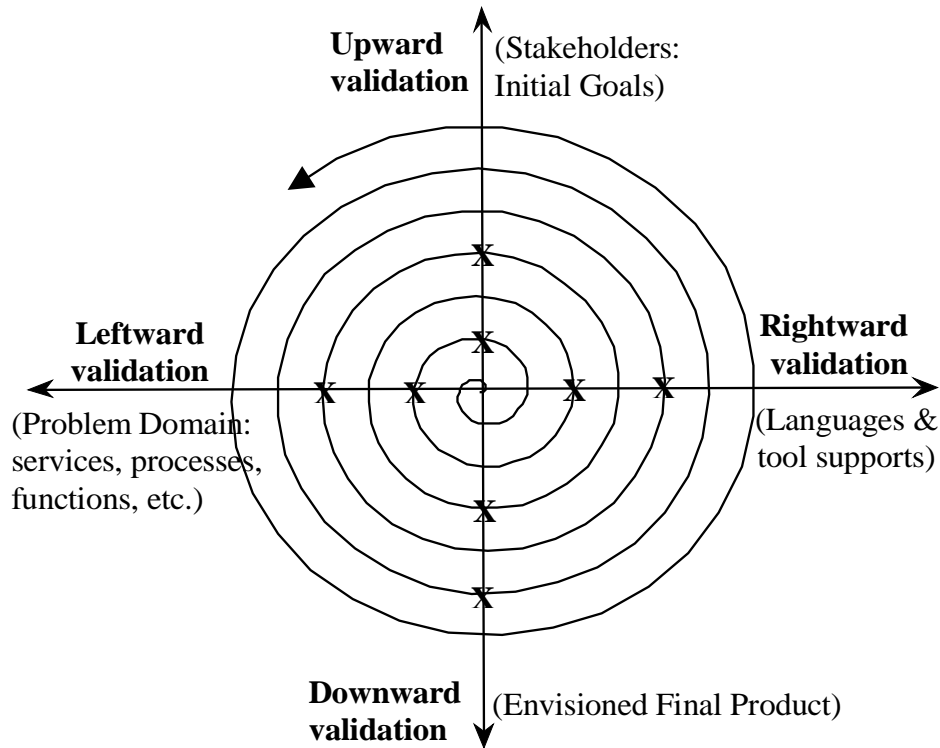 Upward
validation
(Stakeholders:
Initial Goals)
X
X
Leftward
validation
Rightward
validation
X
X
X
X
(Problem Domain:
services, processes,
functions, etc.)
(Languages &
tool supports)
X
X
Downward
validation
(Envisioned Final Product)